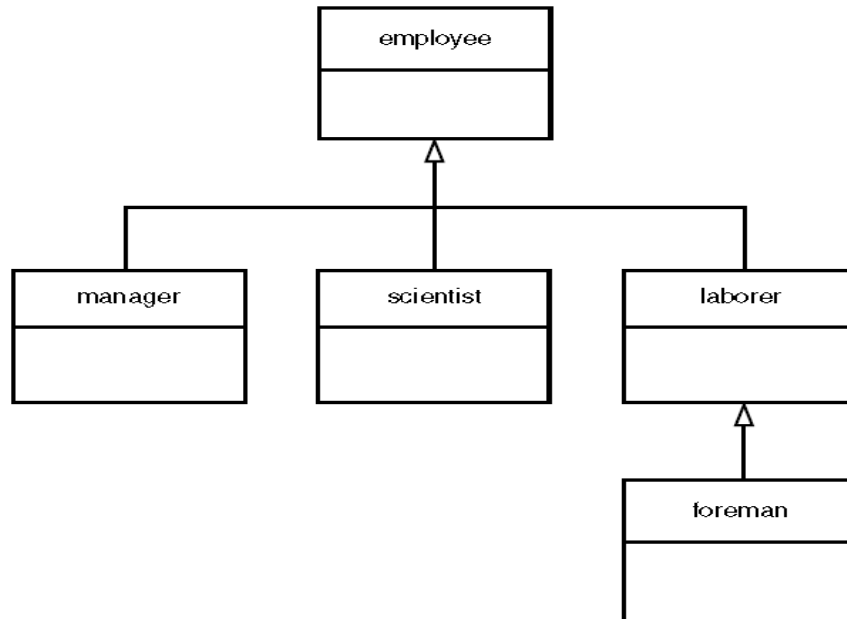 employee
manager
scientist
laborer
foreman